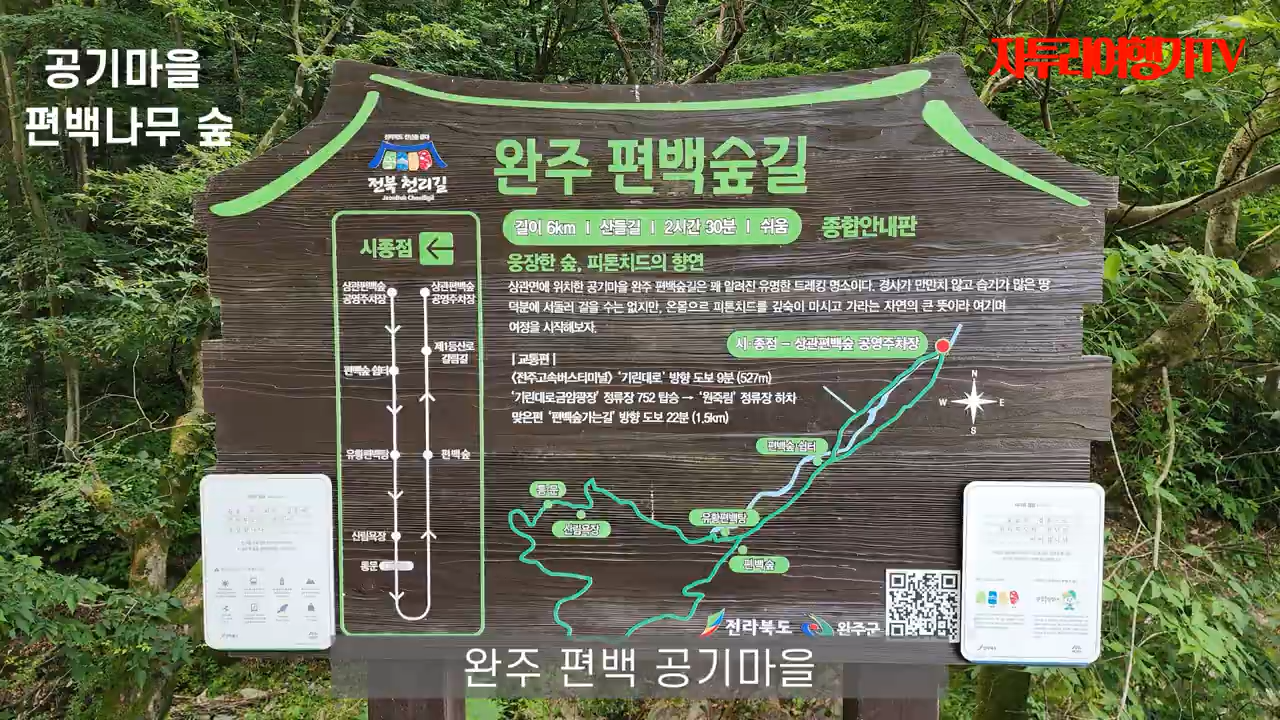 공기마을
편백나무 숲
자투리여행기TV
전북 천리길
완주 편백숲길
길이 6km | 산들길 | 2시간 30분 | 쉬움
종합안내판
웅장한 숲, 피톤치드의 향연
상관면에 위치한 공기마을 완주 편백숲길은 꽤 알려진 유명한 트레킹 명소이다. 경사가 만만치 않고 습기가 많은 땅
덕분에 서둘러 걸을 수는 없지만, 온몸으로 피톤치드를 깊숙이 마시고 가라는 자연의 큰 뜻이라 여기며
여정을 시작해보자.
| 교통편 |
《전주고속버스터미널》 '기린대로' 방향 도보 9분 (527m)
'기린대로금암광장' 정류장 752 탑승 → '원죽림' 정류장 하차
맞은편 '편백숲가는길' 방향 도보 22분 (1.5km)
시종점
상관편백숲
공영주차장
상관편백숲
공영주차장
제1등산로
갈림길
편백숲 쉼터
유황편백탕
편백숲
산림욕장
통문
시·종점 - 상관편백숲 공영주차장
N
W
E
S
편백숲 쉼터
통문
산림욕장
유황편백탕
편백숲
전라북도
완주군
완주 편백 공기마을